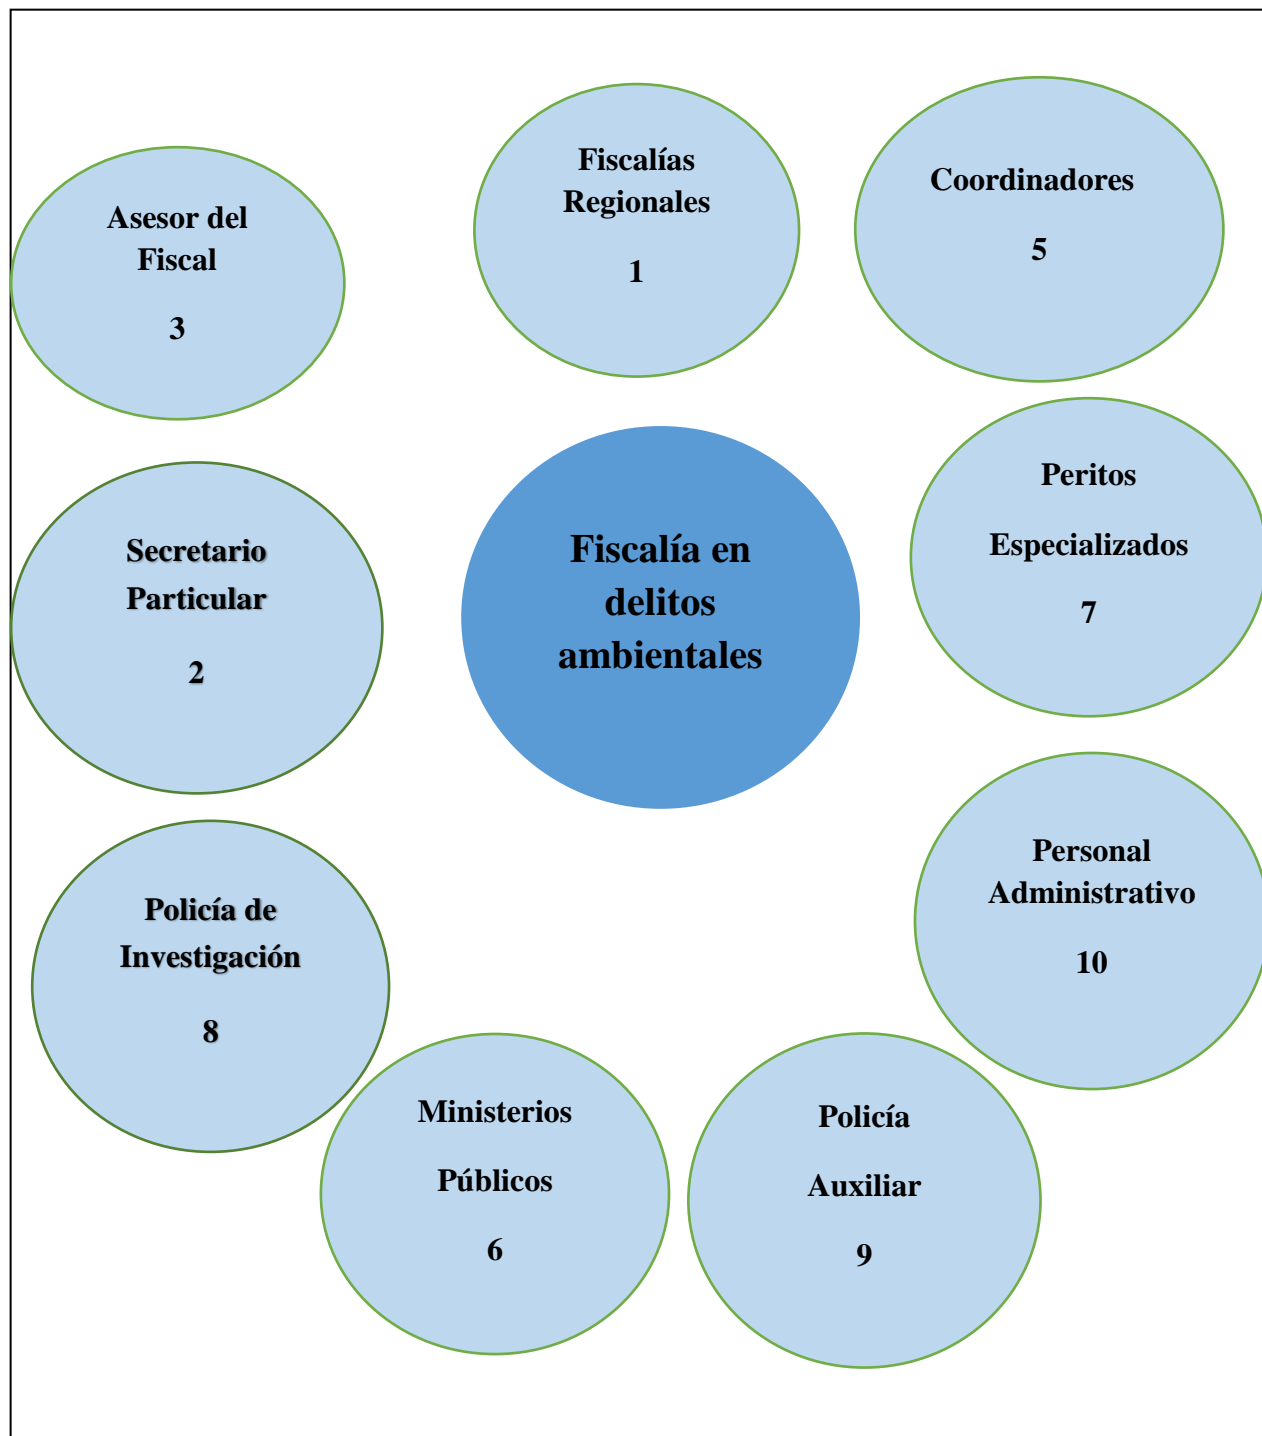 Fiscalías
Regionales
1
Coordinadores
5
Asesor del
Fiscal
3
Peritos
Especializados
7
Secretario
Particular
2
Fiscalía en
delitos
ambientales
Personal
Administrativo
10
Policía de
Investigación
8
Ministerios
Públicos
6
Policía
Auxiliar
9